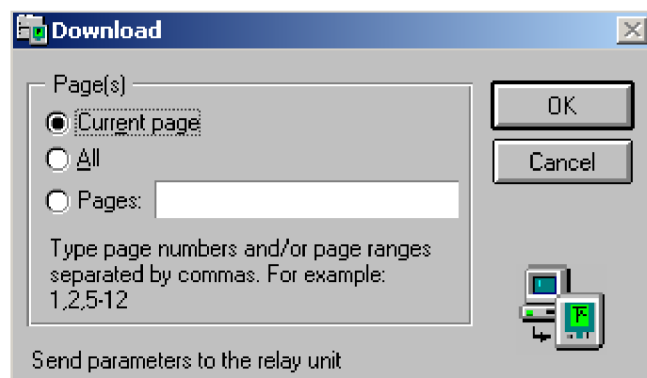 Download
Page(s)
Current page
OK
All
Cancel
Pages:
Type page numbers and/or page ranges
separated by commas. For example:
1,2,5-12
Send parameters to the relay unit